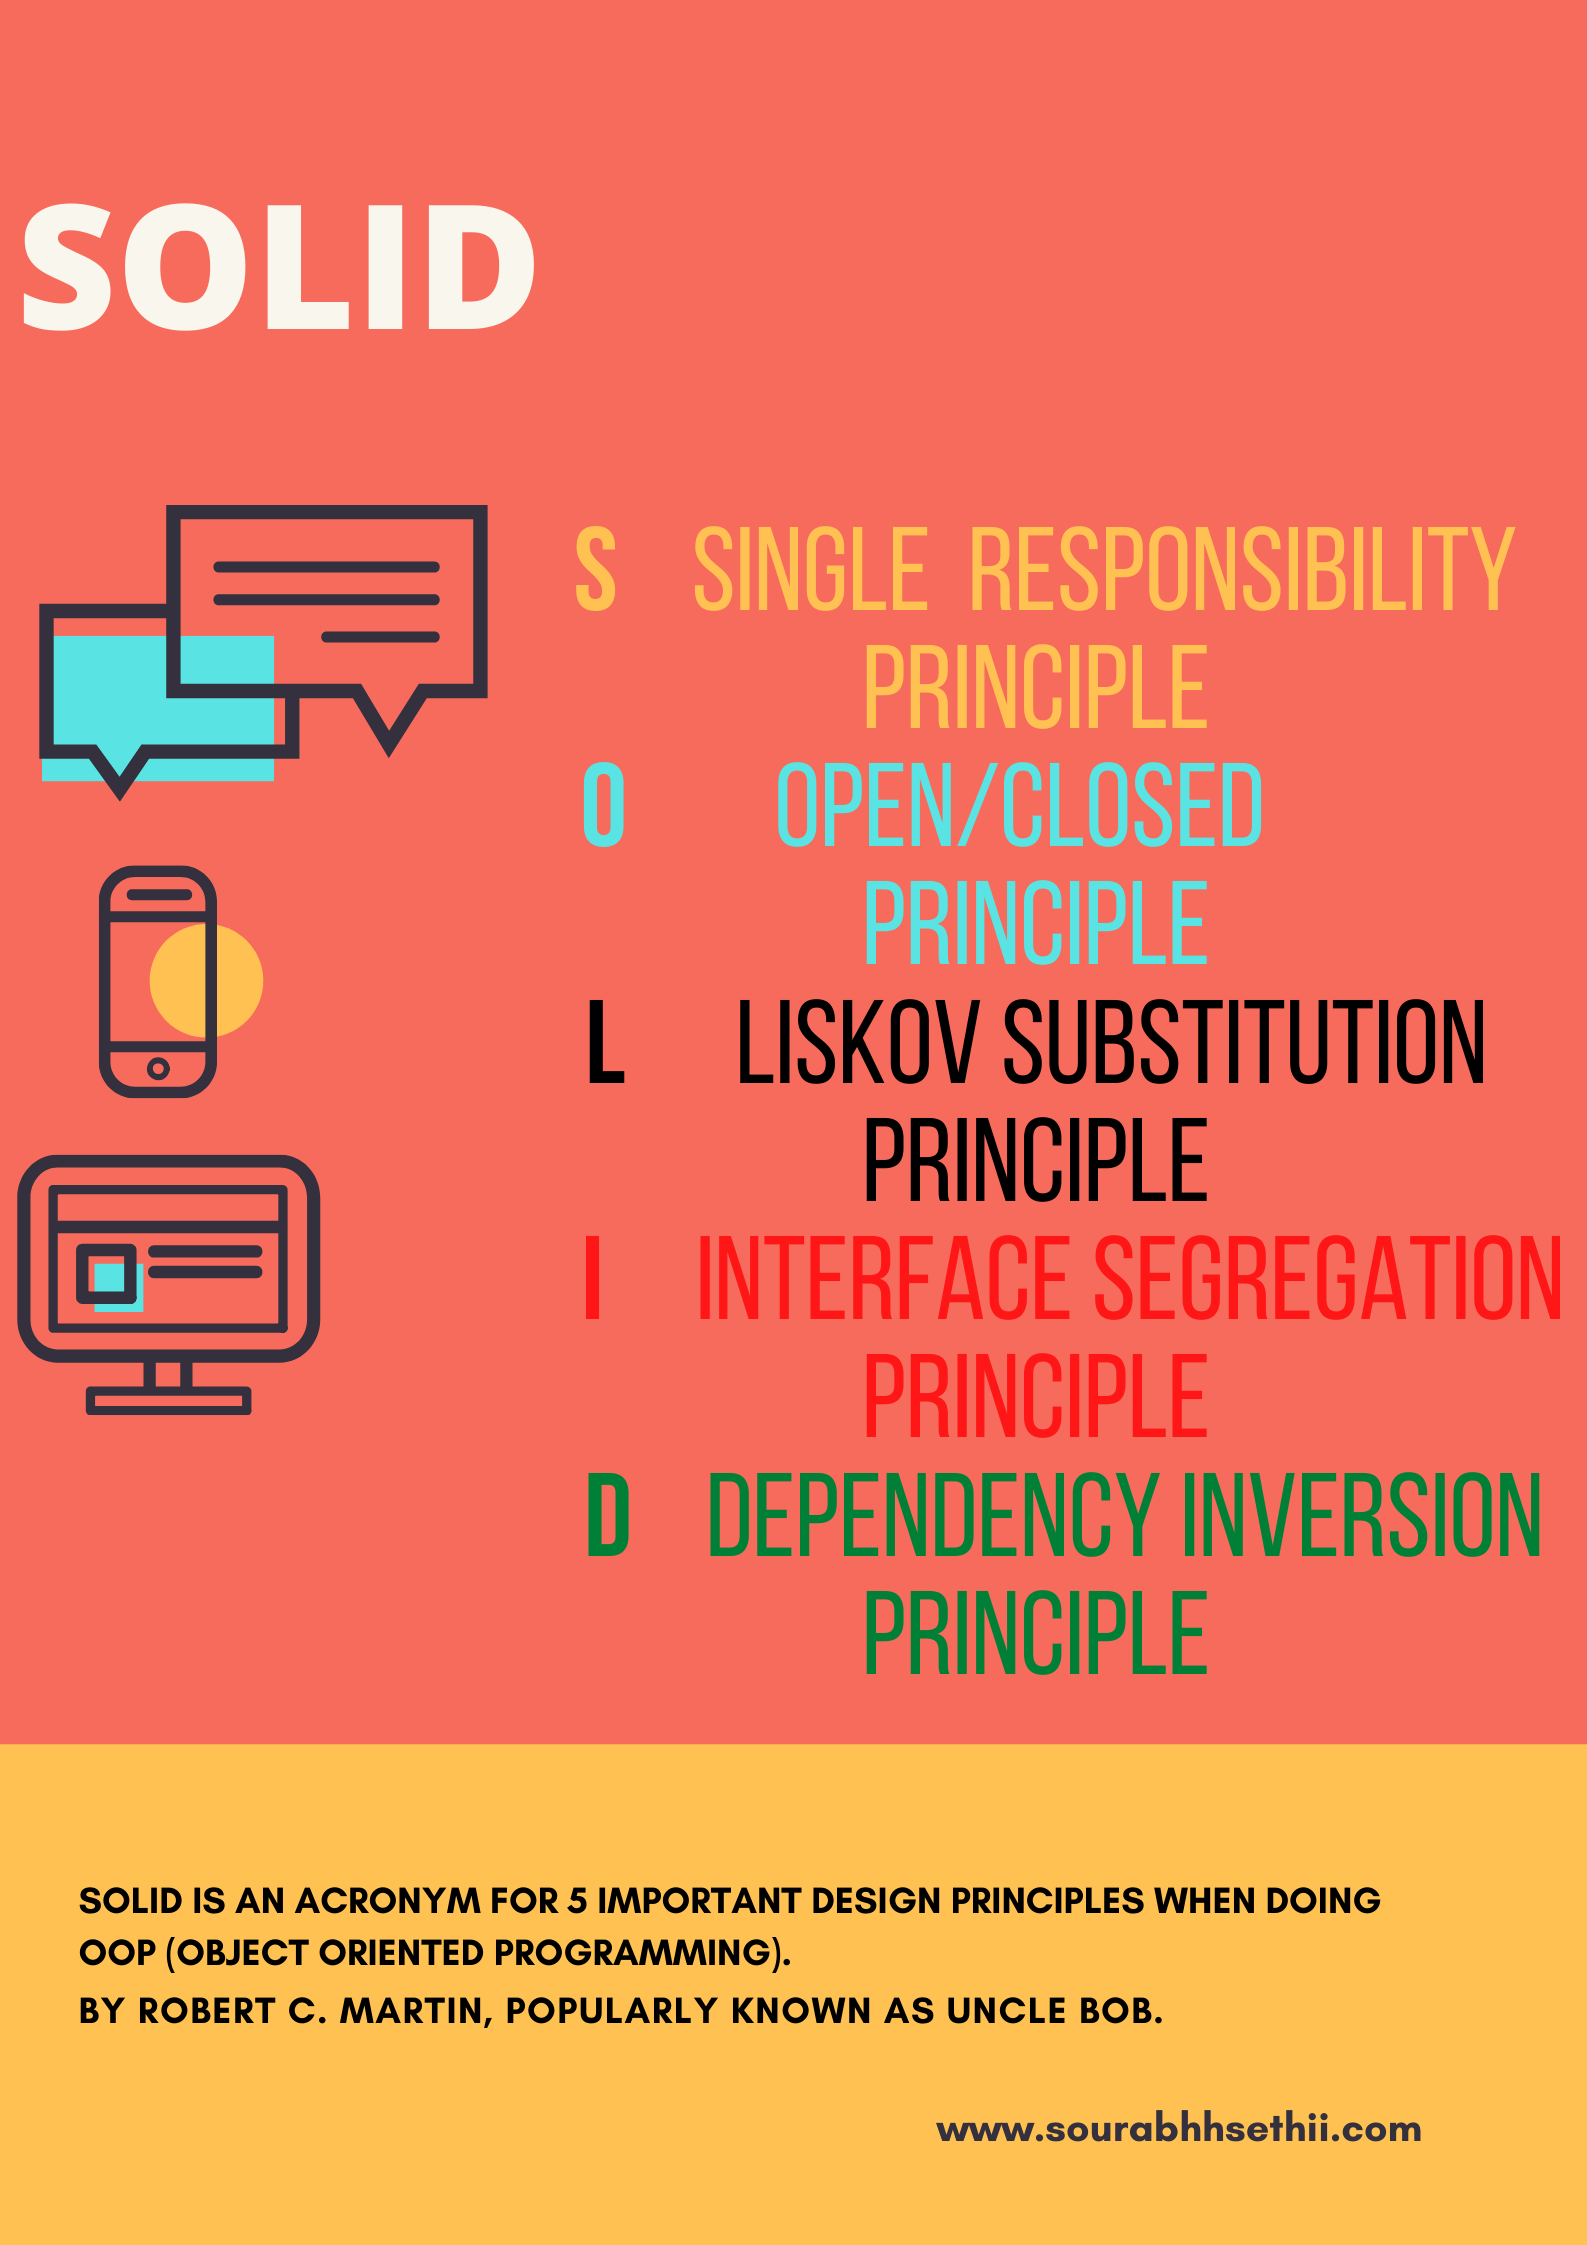 SOLID
S SINGLE RESPONSIBILITY
PRINCIPLE
O OPEN/CLOSED
PRINCIPLE
L LISKOV SUBSTITUTION
PRINCIPLE
I INTERFACE SEGREGATION
PRINCIPLE
D DEPENDENCY INVERSION
PRINCIPLE
SOLID IS AN ACRONYM FOR 5 IMPORTANT DESIGN PRINCIPLES WHEN DOING
OOP (OBJECT ORIENTED PROGRAMMING).
BY ROBERT C. MARTIN, POPULARLY KNOWN AS UNCLE BOB.
www.sourabhhsethii.com